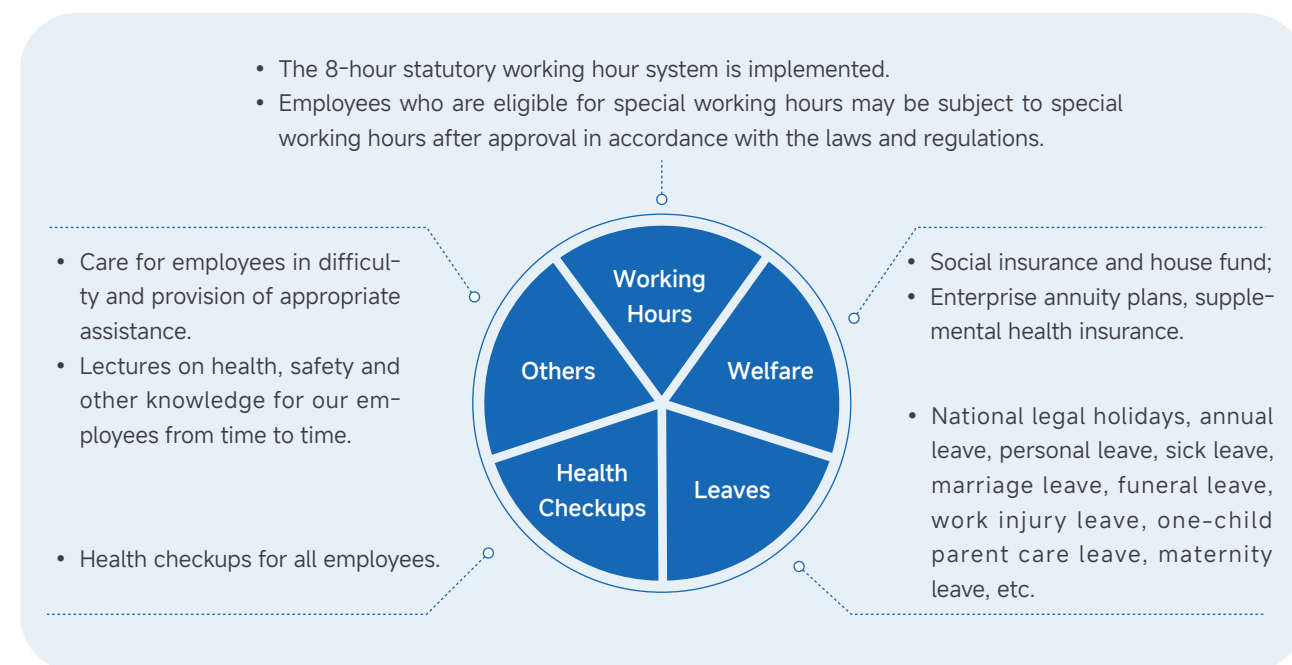 • The 8-hour statutory working hour system is implemented.
• Employees who are eligible for special working hours may be subject to special
working hours after approval in accordance with the laws and regulations.
• Care for employees in difficul-
ty and provision of appropriate
assistance.
• Lectures on health, safety and
other knowledge for our em-
ployees from time to time.
• Health checkups for all employees.
Working
Hours
Others
Welfare
Health
Checkups
Leaves
• Social insurance and house fund;
• Enterprise annuity plans, supple-
mental health insurance.
• National legal holidays, annual
leave, personal leave, sick leave,
marriage leave, funeral leave,
work injury leave, one-child
parent care leave, maternity
leave, etc.